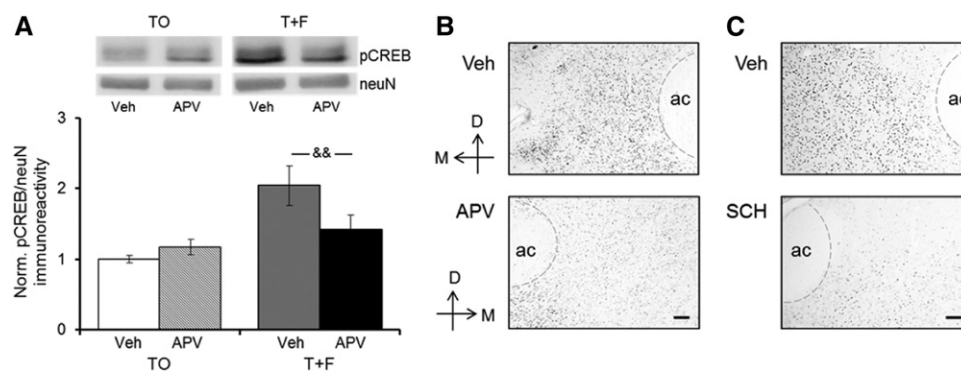 A
TO
T+F
pCREB
neuN
Veh
APV
Veh
APV
Norm. pCREB/neuN
immunoreactivity
3
2
1
0
&&
Veh
APV
Veh
APV
TO
T+F
B
Veh
ac
D
M
APV
ac
D
M
C
Veh
ac
SCH
ac